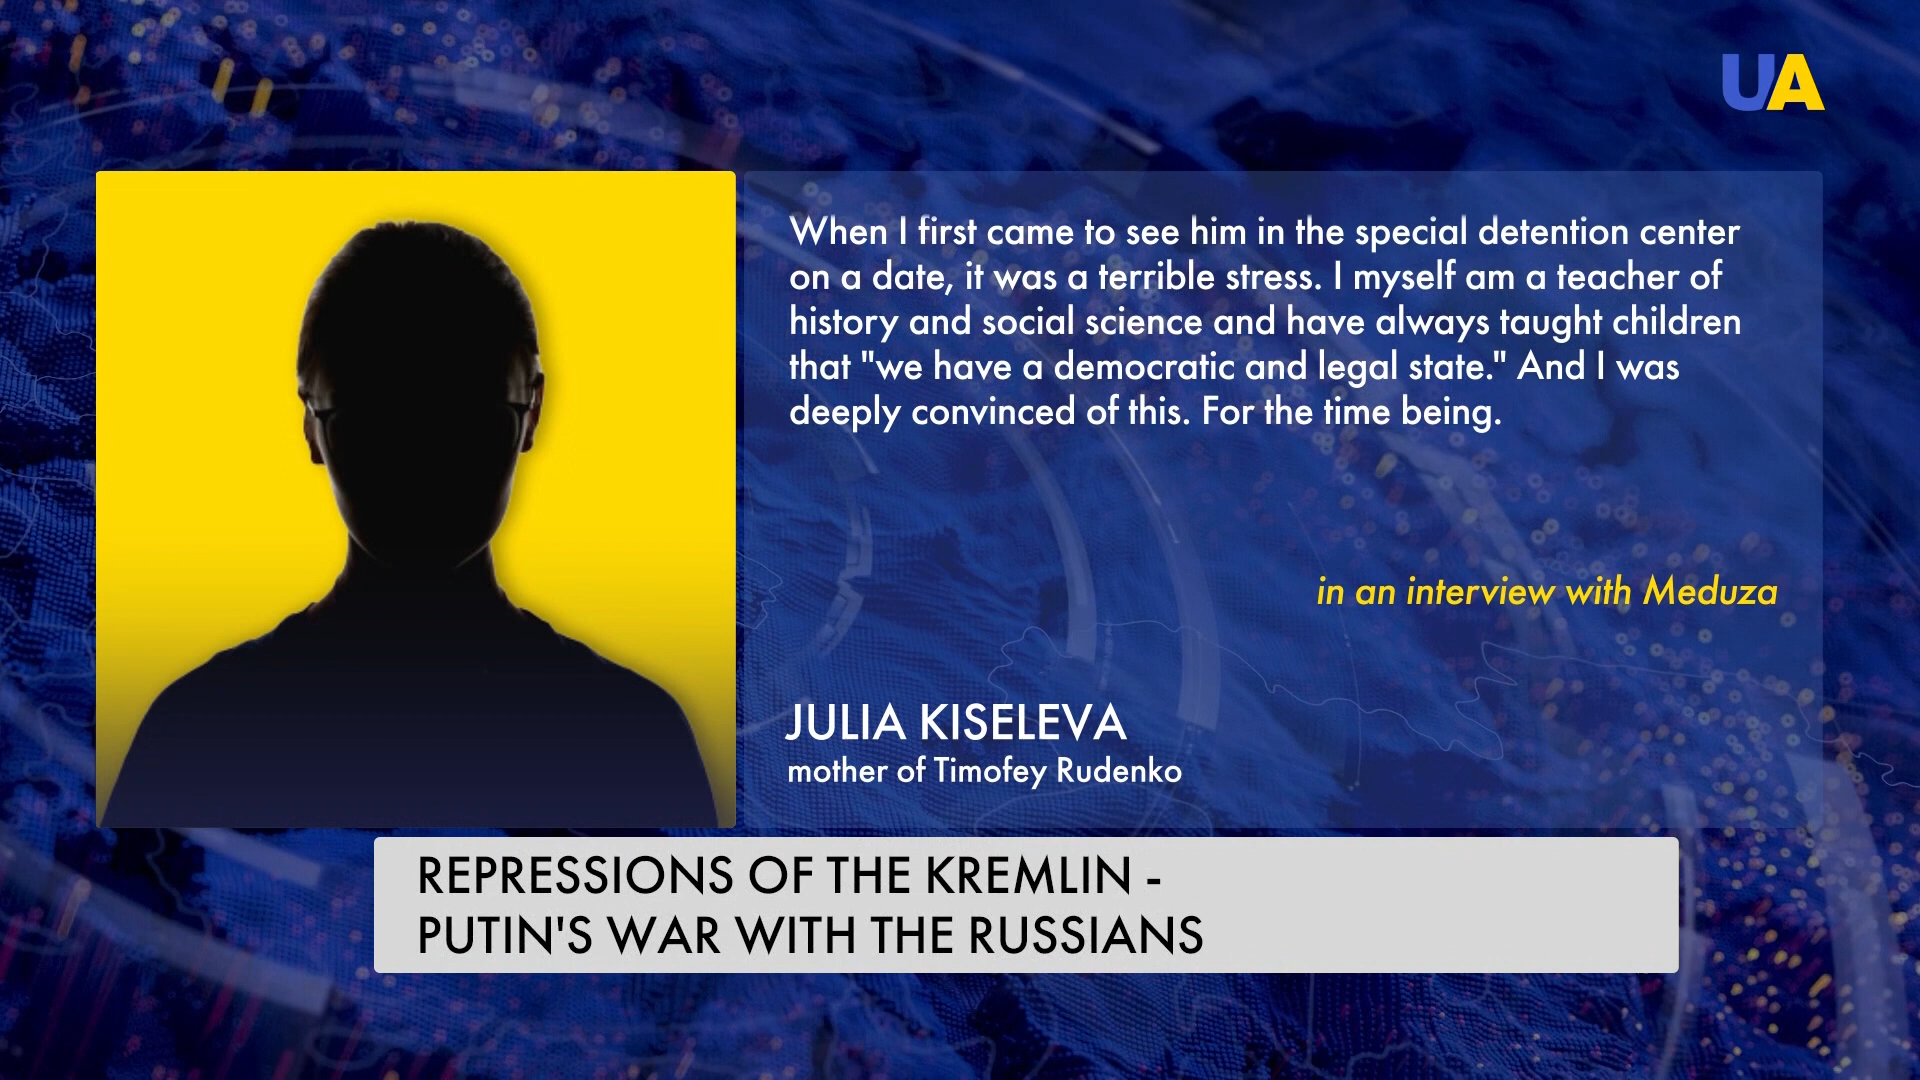 UA
When I first came to see him in the special detention center
on a date, it was a terrible stress. I myself am a teacher of
history and social science and have always taught children
that "we have a democratic and legal state." And I was
deeply convinced of this. For the time being.
in an interview with Meduza
JULIA KISELEVA
mother of Timofey Rudenko
REPRESSIONS OF THE KREMLIN -
PUTIN'S WAR WITH THE RUSSIANS